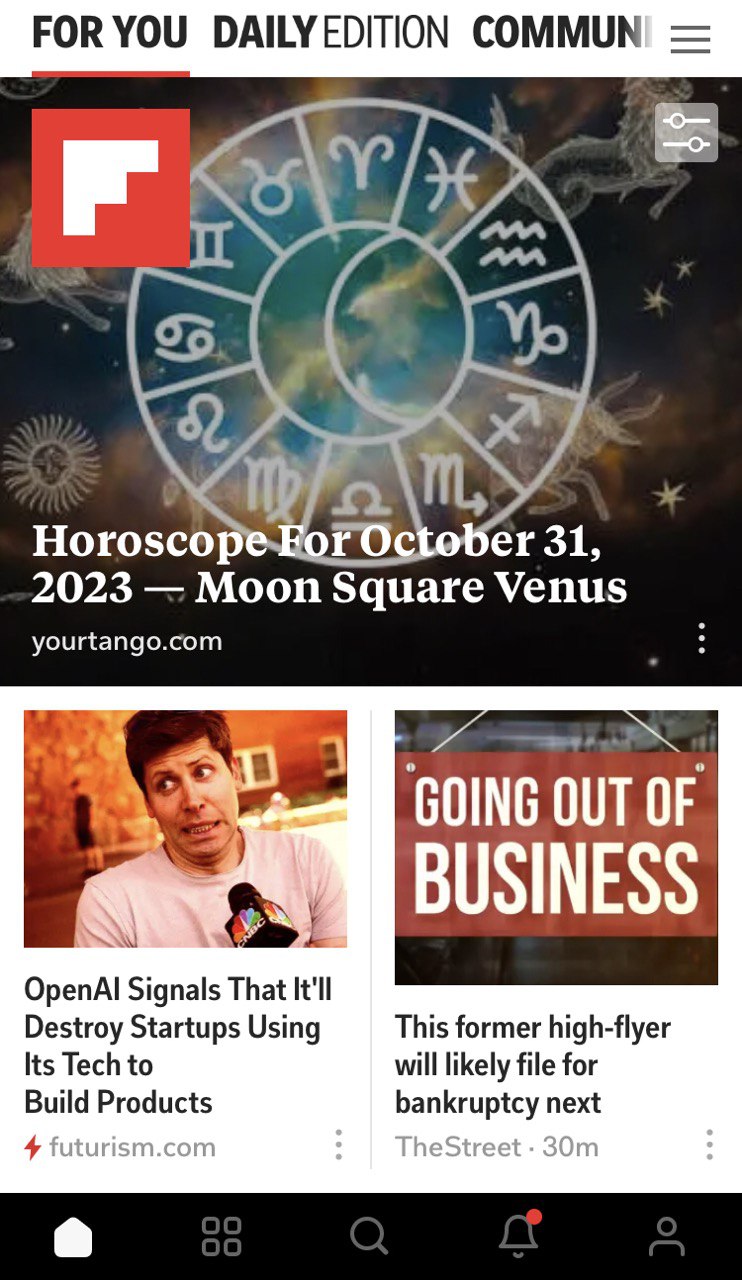 FOR YOU DAILY EDITION COMMUNI
Horoscope For October 31,
2023 — Moon Square Venus
yourtango.com
CNBC
GOING OUT OF
BUSINESS
OpenAI Signals That It'll
Destroy Startups Using
Its Tech to
Build Products
futurism.com
This former high-flyer
will likely file for
bankruptcy next
TheStreet · 30m